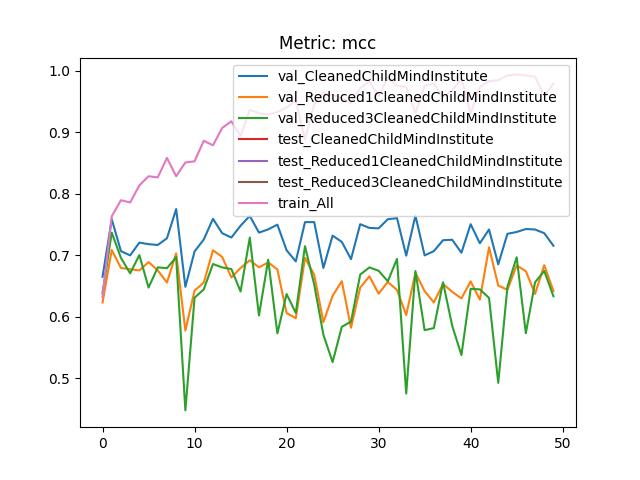 Metric: mcc
1.0
0.9
0.8
0.7
0.6
0.5
val_CleanedChildMindInstitute
val_Reduced1CleanedChildMindInstitute
val_Reduced3CleanedChildMindInstitute
test_CleanedChildMindInstitute
test_Reduced1CleanedChildMindInstitute
test_Reduced3CleanedChildMindInstitute
train_All
0 10 20 30 40 50